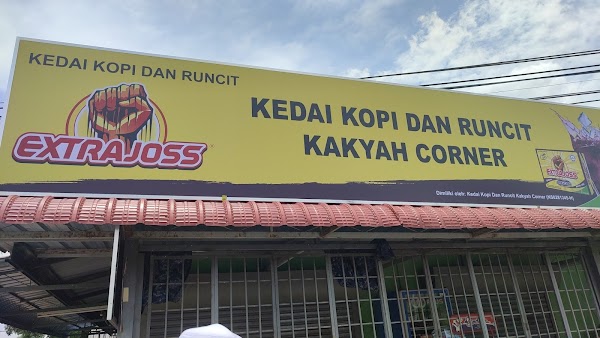 KEDAI KOPI DAN RUNCIT
EXTRAJOSS
KEDAI KOPI DAN RUNCIT
KAKYAH CORNER
EXTRAJOSS
Dimiliki oleh: Kedai Kopi Dan Runcit Kakyah Corner